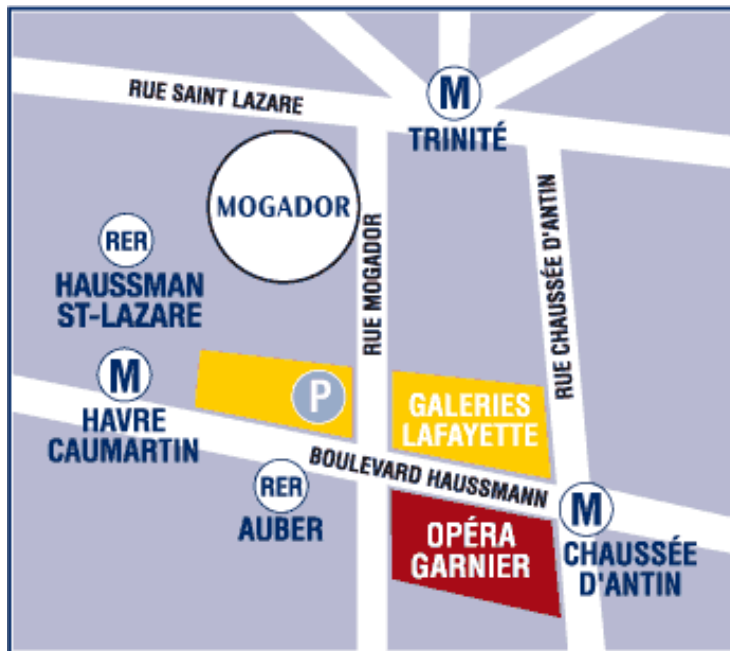 RUE SAINT LAZARE
M
TRINITÉ
MOGADOR
RUE MOGADOR
RUE CHAUSSÉE D'ANTIN
RER
HAUSSMAN
ST-LAZARE
M
HAVRE
CAUMARTIN
P
GALERIES
LAFAYETTE
BOULEVARD HAUSSMANN
RER
AUBER
OPÉRA
GARNIER
M
CHAUSSÉE
D'ANTIN